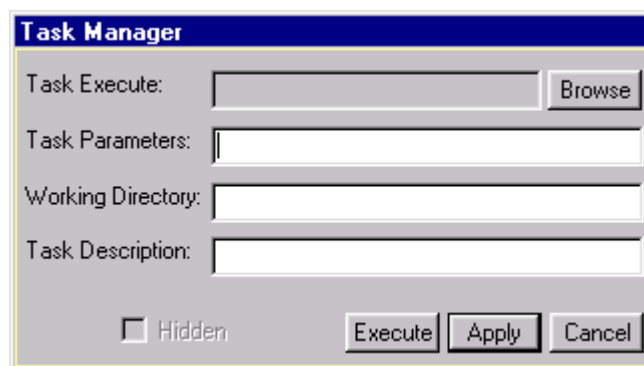 Task Manager
Task Execute:
Browse
Task Parameters:
Working Directory:
Task Description:
Hidden
Execute
Apply
Cancel